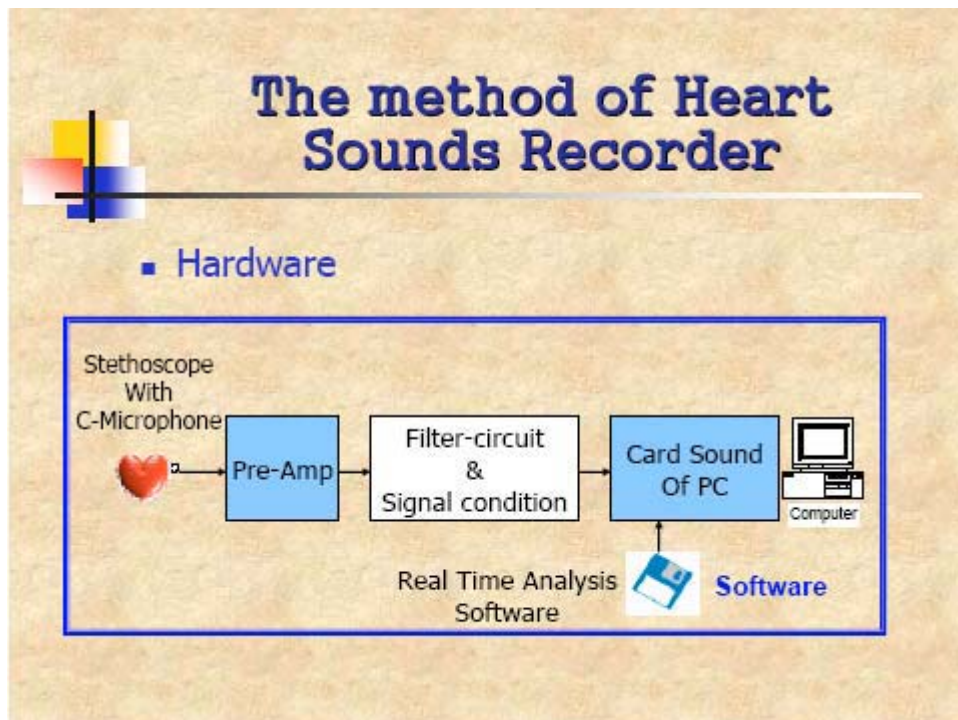 The method of Heart
Sounds Recorder
Hardware
Stethoscope
With
C-Microphone
Pre-Amp
Filter-circuit
&
Signal condition
Card Sound
Of PC
Computer
Real Time Analysis
Software
Software